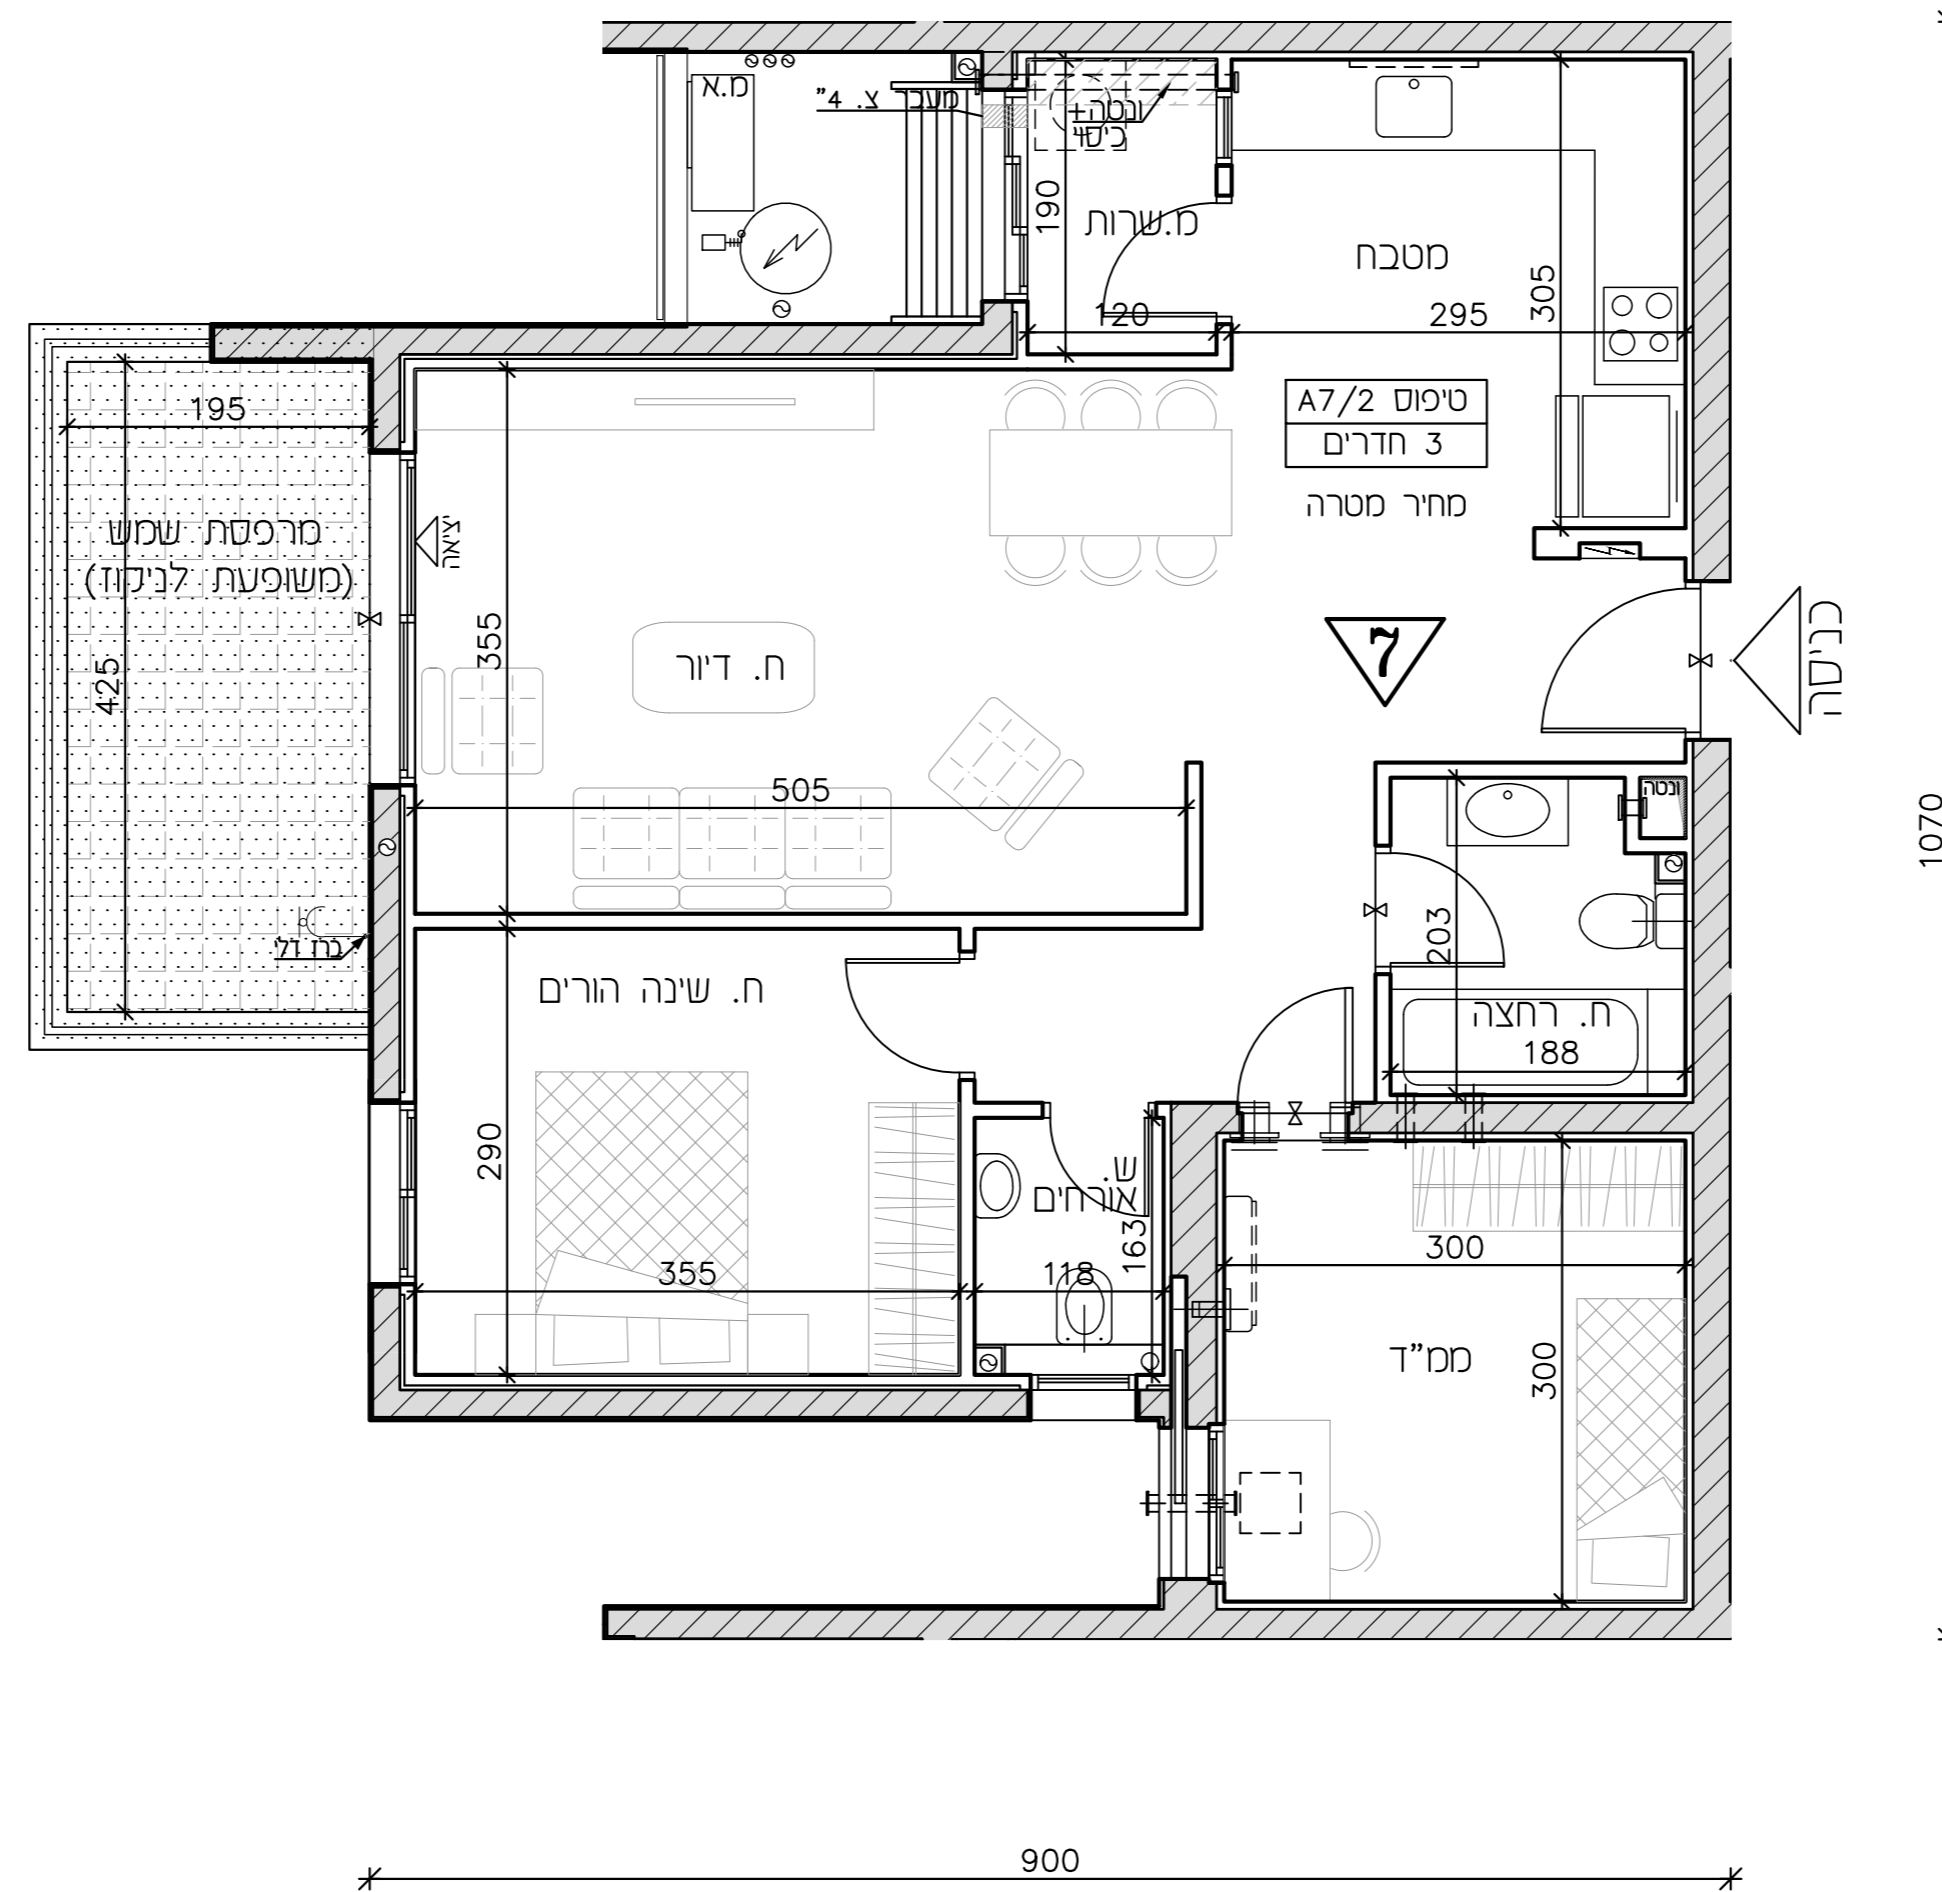 מ.א
מעבר צ. 4"
ונטה+
כיסוי
190
מ.שרות
מטבח
305
120
295
טיפוס A7/2
3 חדרים
מחיר מטרה
195
מרפסת שמש
(משופעת לניקוז)
יציאה
355
425
ח. דיור
7
כניסה
505
ונטה
1070
203
ברז דלי
ח. שינה הורים
ח. רחצה
188
290
ש.
אורחים
163
300
355
118
ממ"ד
300
900